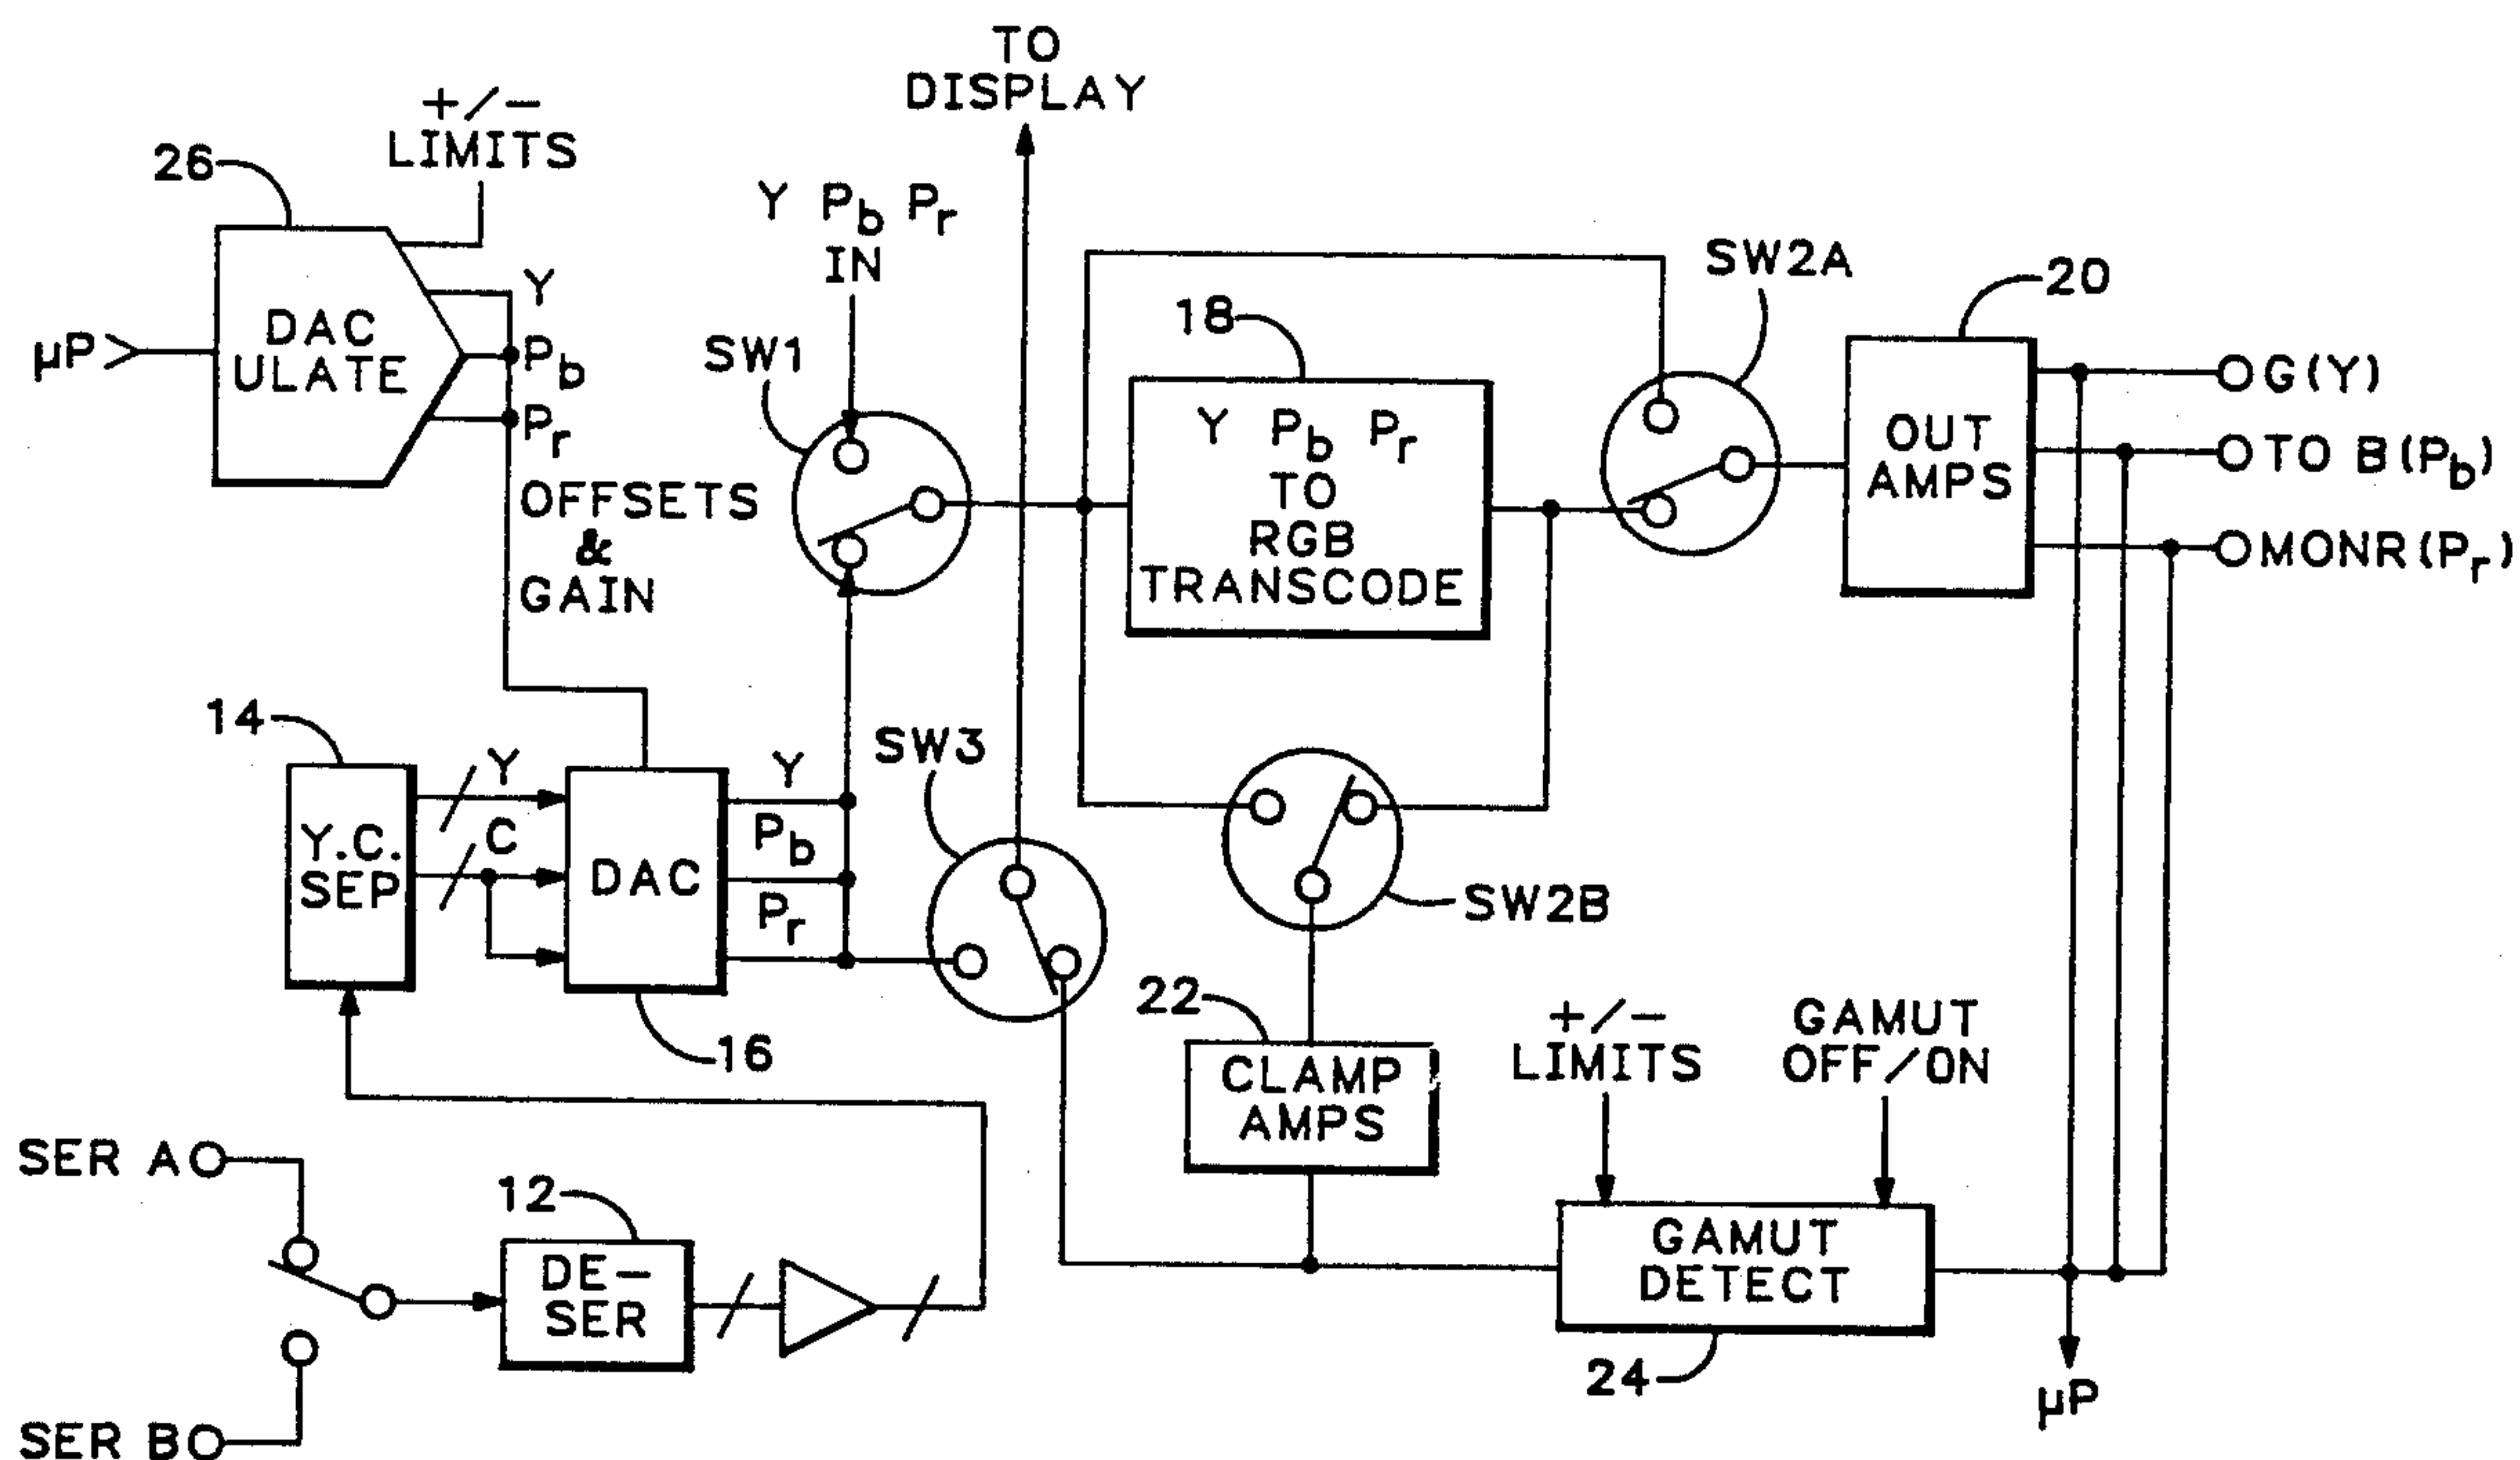 TO
DISPLAY
+/-
LIMITS
26
Y Pb Pr
IN
DAC
ULATE
µP
Y
Pb
Pr
OFFSETS
&
GAIN
SW1
18
Y Pb Pr
TO
RGB
TRANSCODE
SW2A
20
OUT
AMPS
G(Y)
TO B(Pb)
MONR(Pr)
14
Y.C.
SEP
Y
C
DAC
16
Y
Pb
Pr
SW3
SW2B
22
CLAMP
AMPS
+/-
LIMITS
GAMUT
OFF/ON
GAMUT
DETECT
24
µP
SER A
SER B
12
DE-
SER